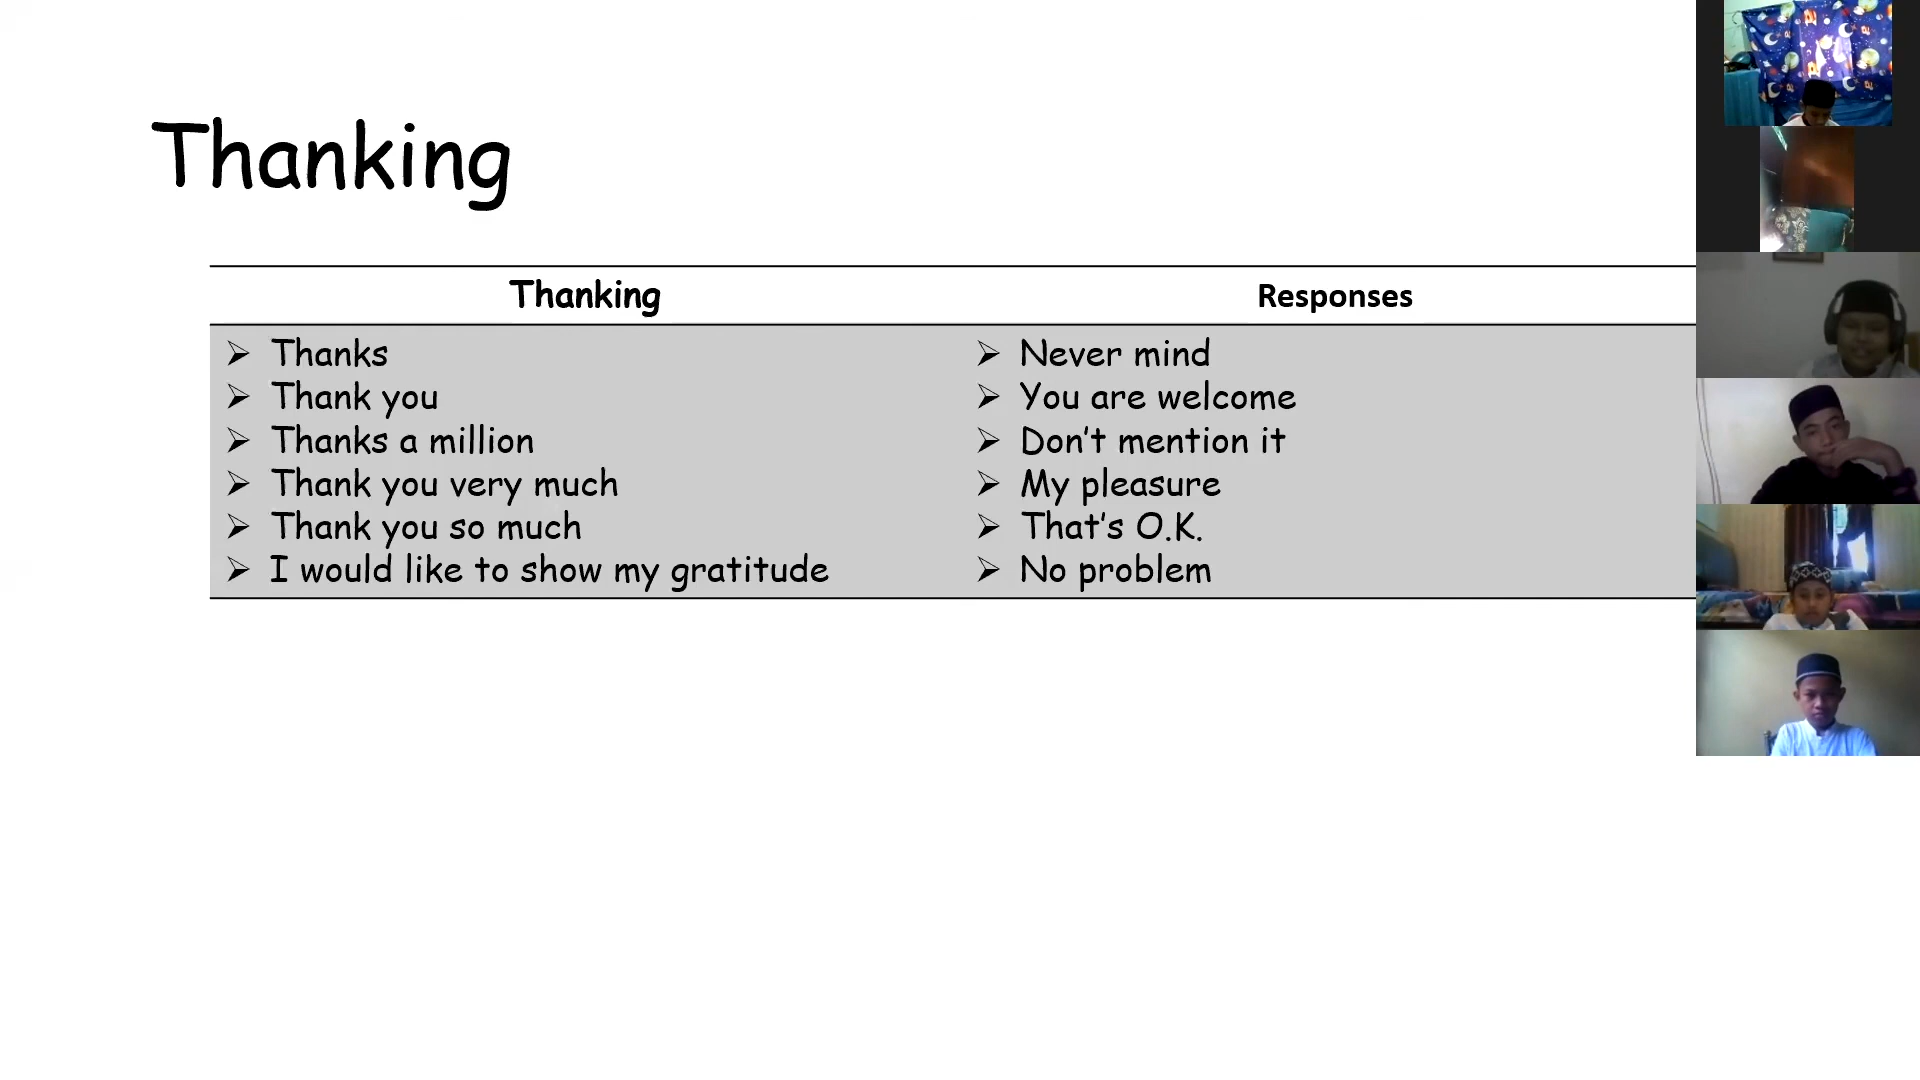 Thanking
Thanking Responses
➢ Thanks
➢ Thank you
➢ Thanks a million
➢ Thank you very much
➢ Thank you so much
➢ I would like to show my gratitude
➢ Never mind
➢ You are welcome
➢ Don't mention it
➢ My pleasure
➢ That's O.K.
➢ No problem